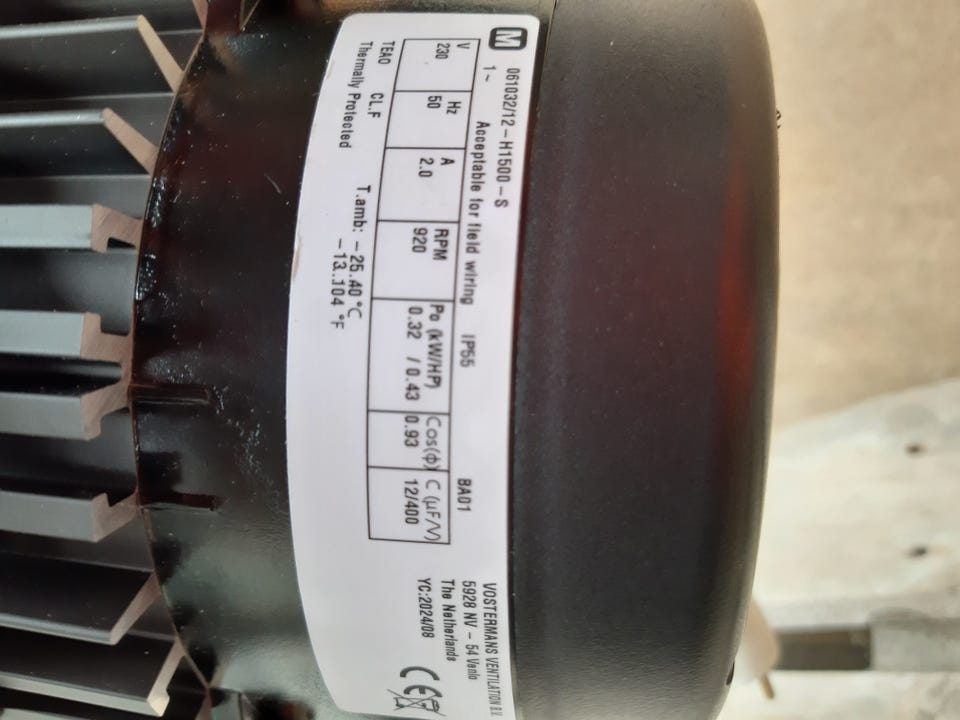 M 061032/12-H1500-S
1~ Acceptable for field wiring IP55 BA01
V Hz A RPM Po (kW/HP) Cos(ϕ) C (µF/V)
230 50 2.0 920 0.32 / 0.43 0.93 12/400
TEAO CL.F T.amb: -25..40 °C
Thermally Protected -13..104 °F
VOSTERMANS VENTILATION B.V.
5928 NV - 54 Venlo
The Netherlands
YC:2024/08
CE